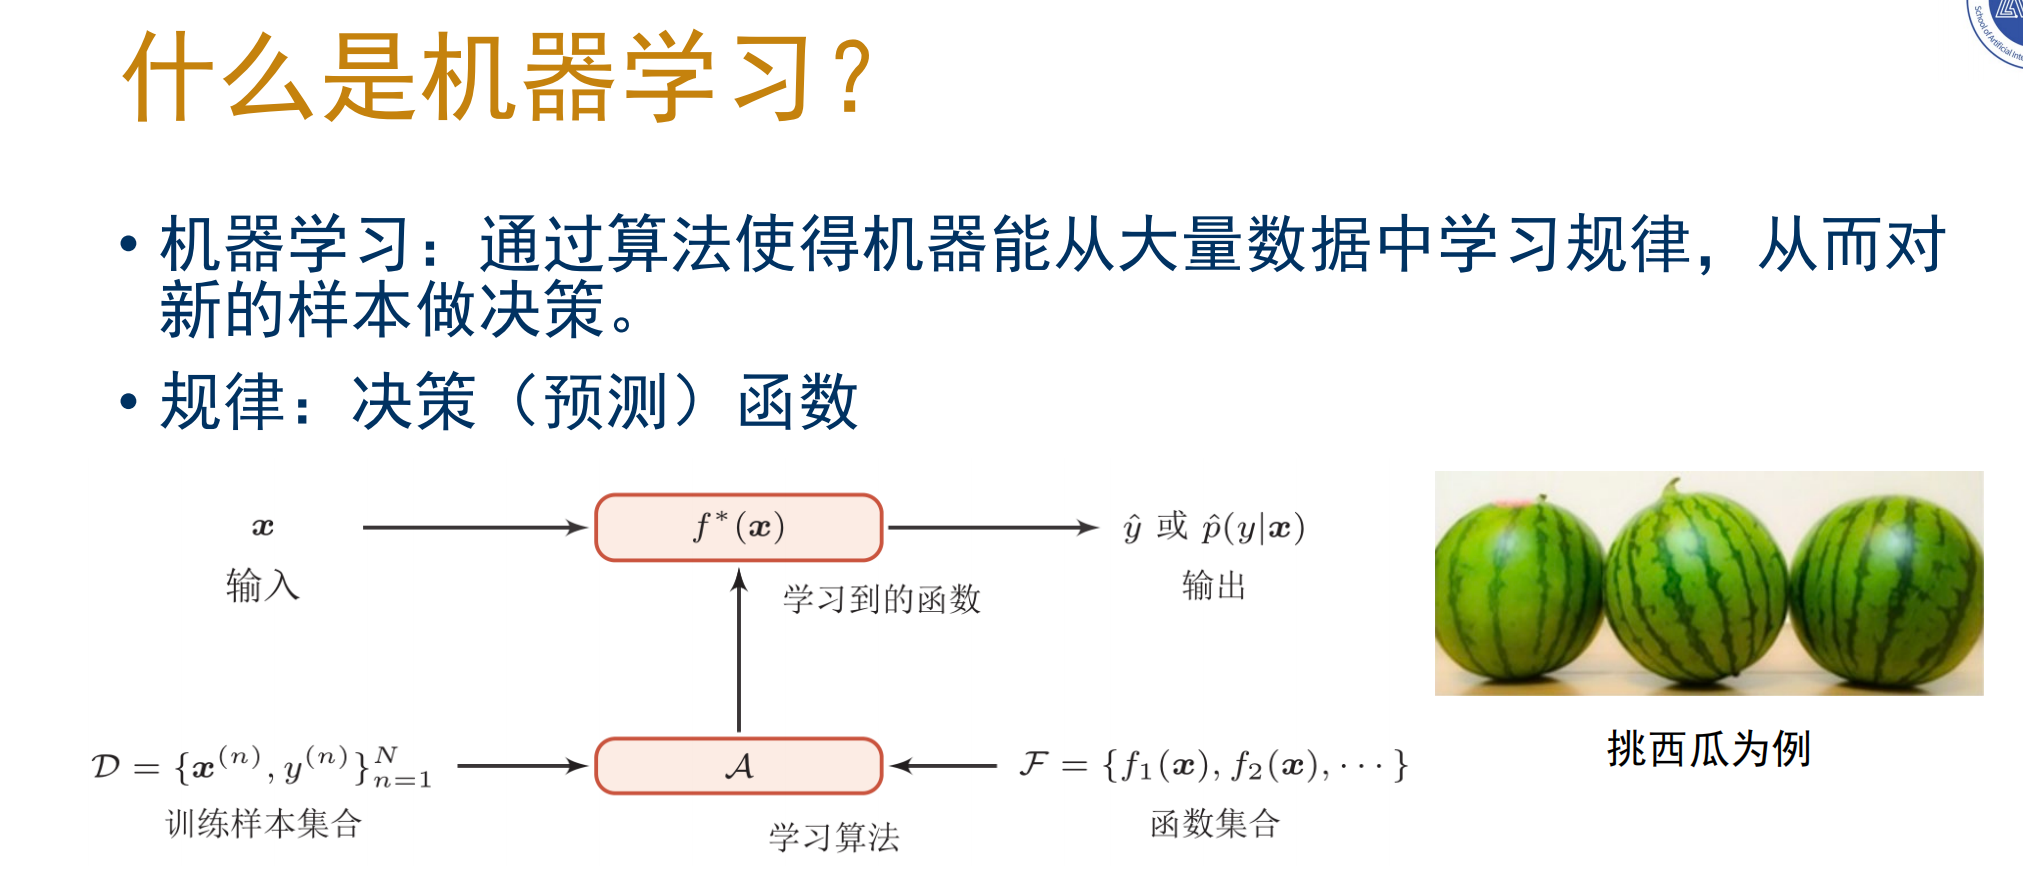 什么是机器学习？
School of Artificial Inte
• 机器学习：通过算法使得机器能从大量数据中学习规律，从而对
新的样本做决策。
• 规律：决策（预测）函数
x
f*(x)
ŷ 或 p̂(y|x)
输入
学习到的函数
输出
D = {x^(n), y^(n)}_{n=1}^N
A
F = {f₁(x), f₂(x), ···}
训练样本集合
学习算法
函数集合
挑西瓜为例